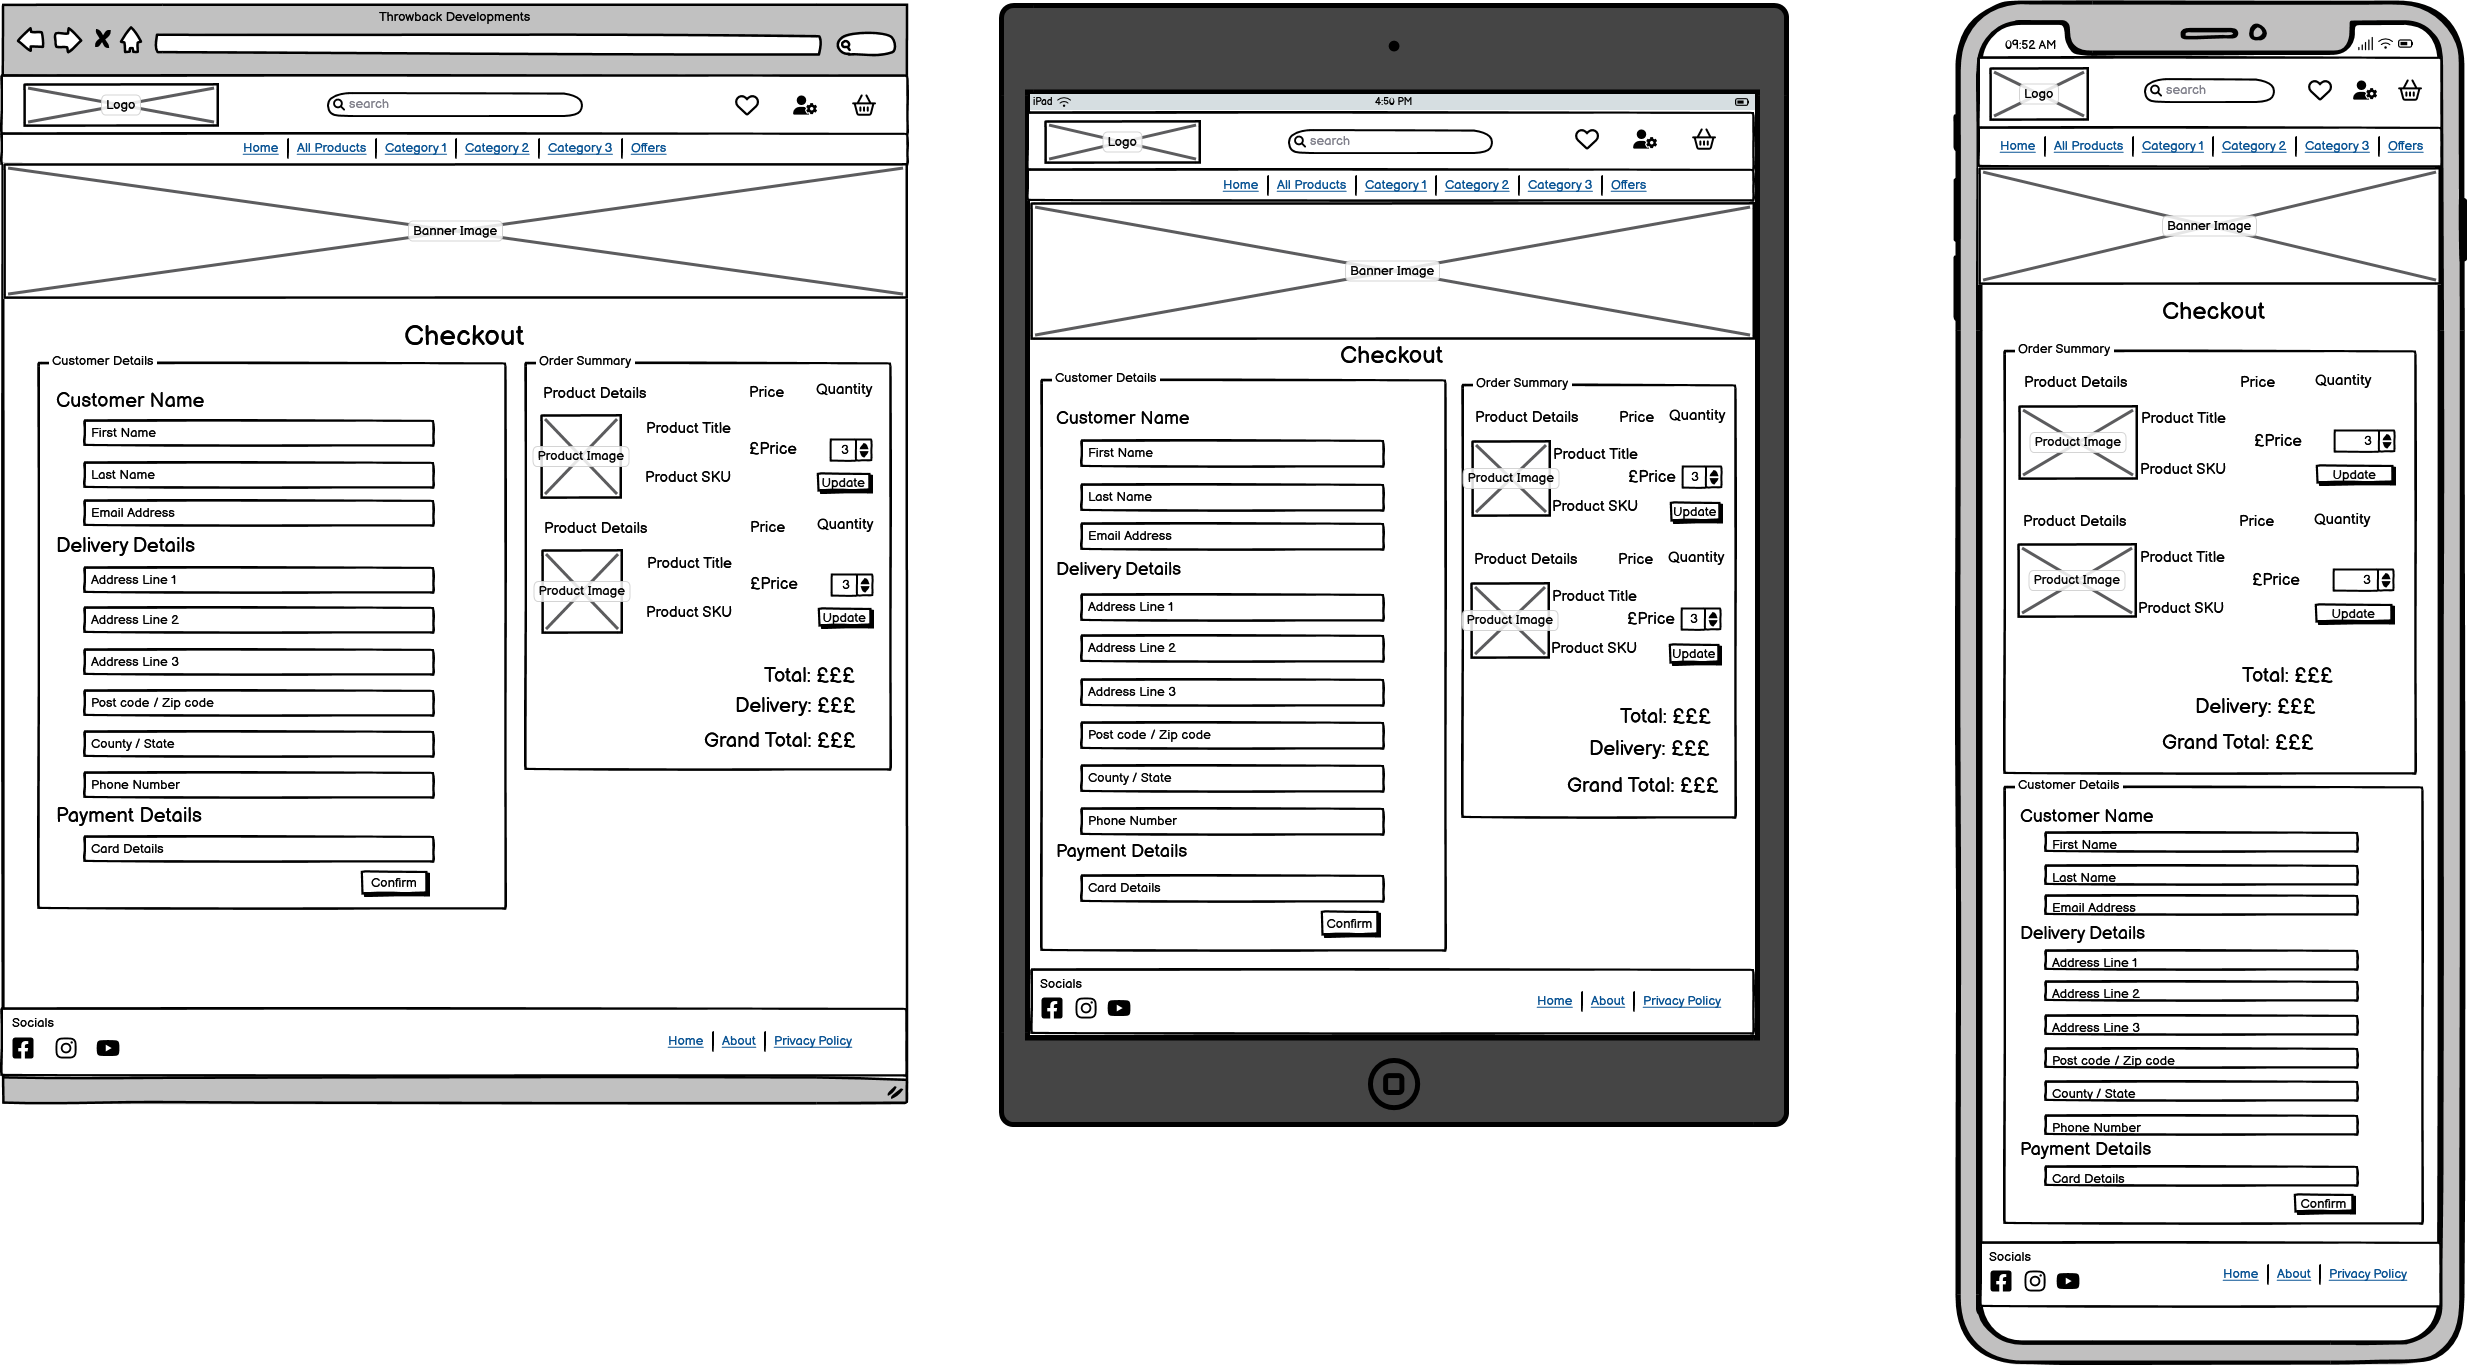 Throwback Developments
Logo
search
Home All Products Category 1 Category 2 Category 3 Offers
Banner Image
Checkout
Customer Details
Customer Name
First Name
Last Name
Email Address
Delivery Details
Address Line 1
Address Line 2
Address Line 3
Post code / Zip code
County / State
Phone Number
Payment Details
Card Details
Confirm
Order Summary
Product Details Price Quantity
Product Title
Product Image £Price 3
Product SKU Update
Product Details Price Quantity
Product Title
Product Image £Price 3
Product SKU Update
Total: £££
Delivery: £££
Grand Total: £££
Socials
Home About Privacy Policy
iPad 4:50 PM
Logo
search
Home All Products Category 1 Category 2 Category 3 Offers
Banner Image
Checkout
Customer Details
Customer Name
First Name
Last Name
Email Address
Delivery Details
Address Line 1
Address Line 2
Address Line 3
Post code / Zip code
County / State
Phone Number
Payment Details
Card Details
Confirm
Order Summary
Product Details Price Quantity
Product Title
Product Image £Price 3
Product SKU Update
Product Details Price Quantity
Product Title
Product Image £Price 3
Product SKU Update
Total: £££
Delivery: £££
Grand Total: £££
Socials
Home About Privacy Policy
09:52 AM
Logo
search
Home All Products Category 1 Category 2 Category 3 Offers
Banner Image
Checkout
Order Summary
Product Details Price Quantity
Product Title
Product Image £Price 3
Product SKU Update
Product Details Price Quantity
Product Title
Product Image £Price 3
Product SKU Update
Total: £££
Delivery: £££
Grand Total: £££
Customer Details
Customer Name
First Name
Last Name
Email Address
Delivery Details
Address Line 1
Address Line 2
Address Line 3
Post code / Zip code
County / State
Phone Number
Payment Details
Card Details
Confirm
Socials
Home About Privacy Policy